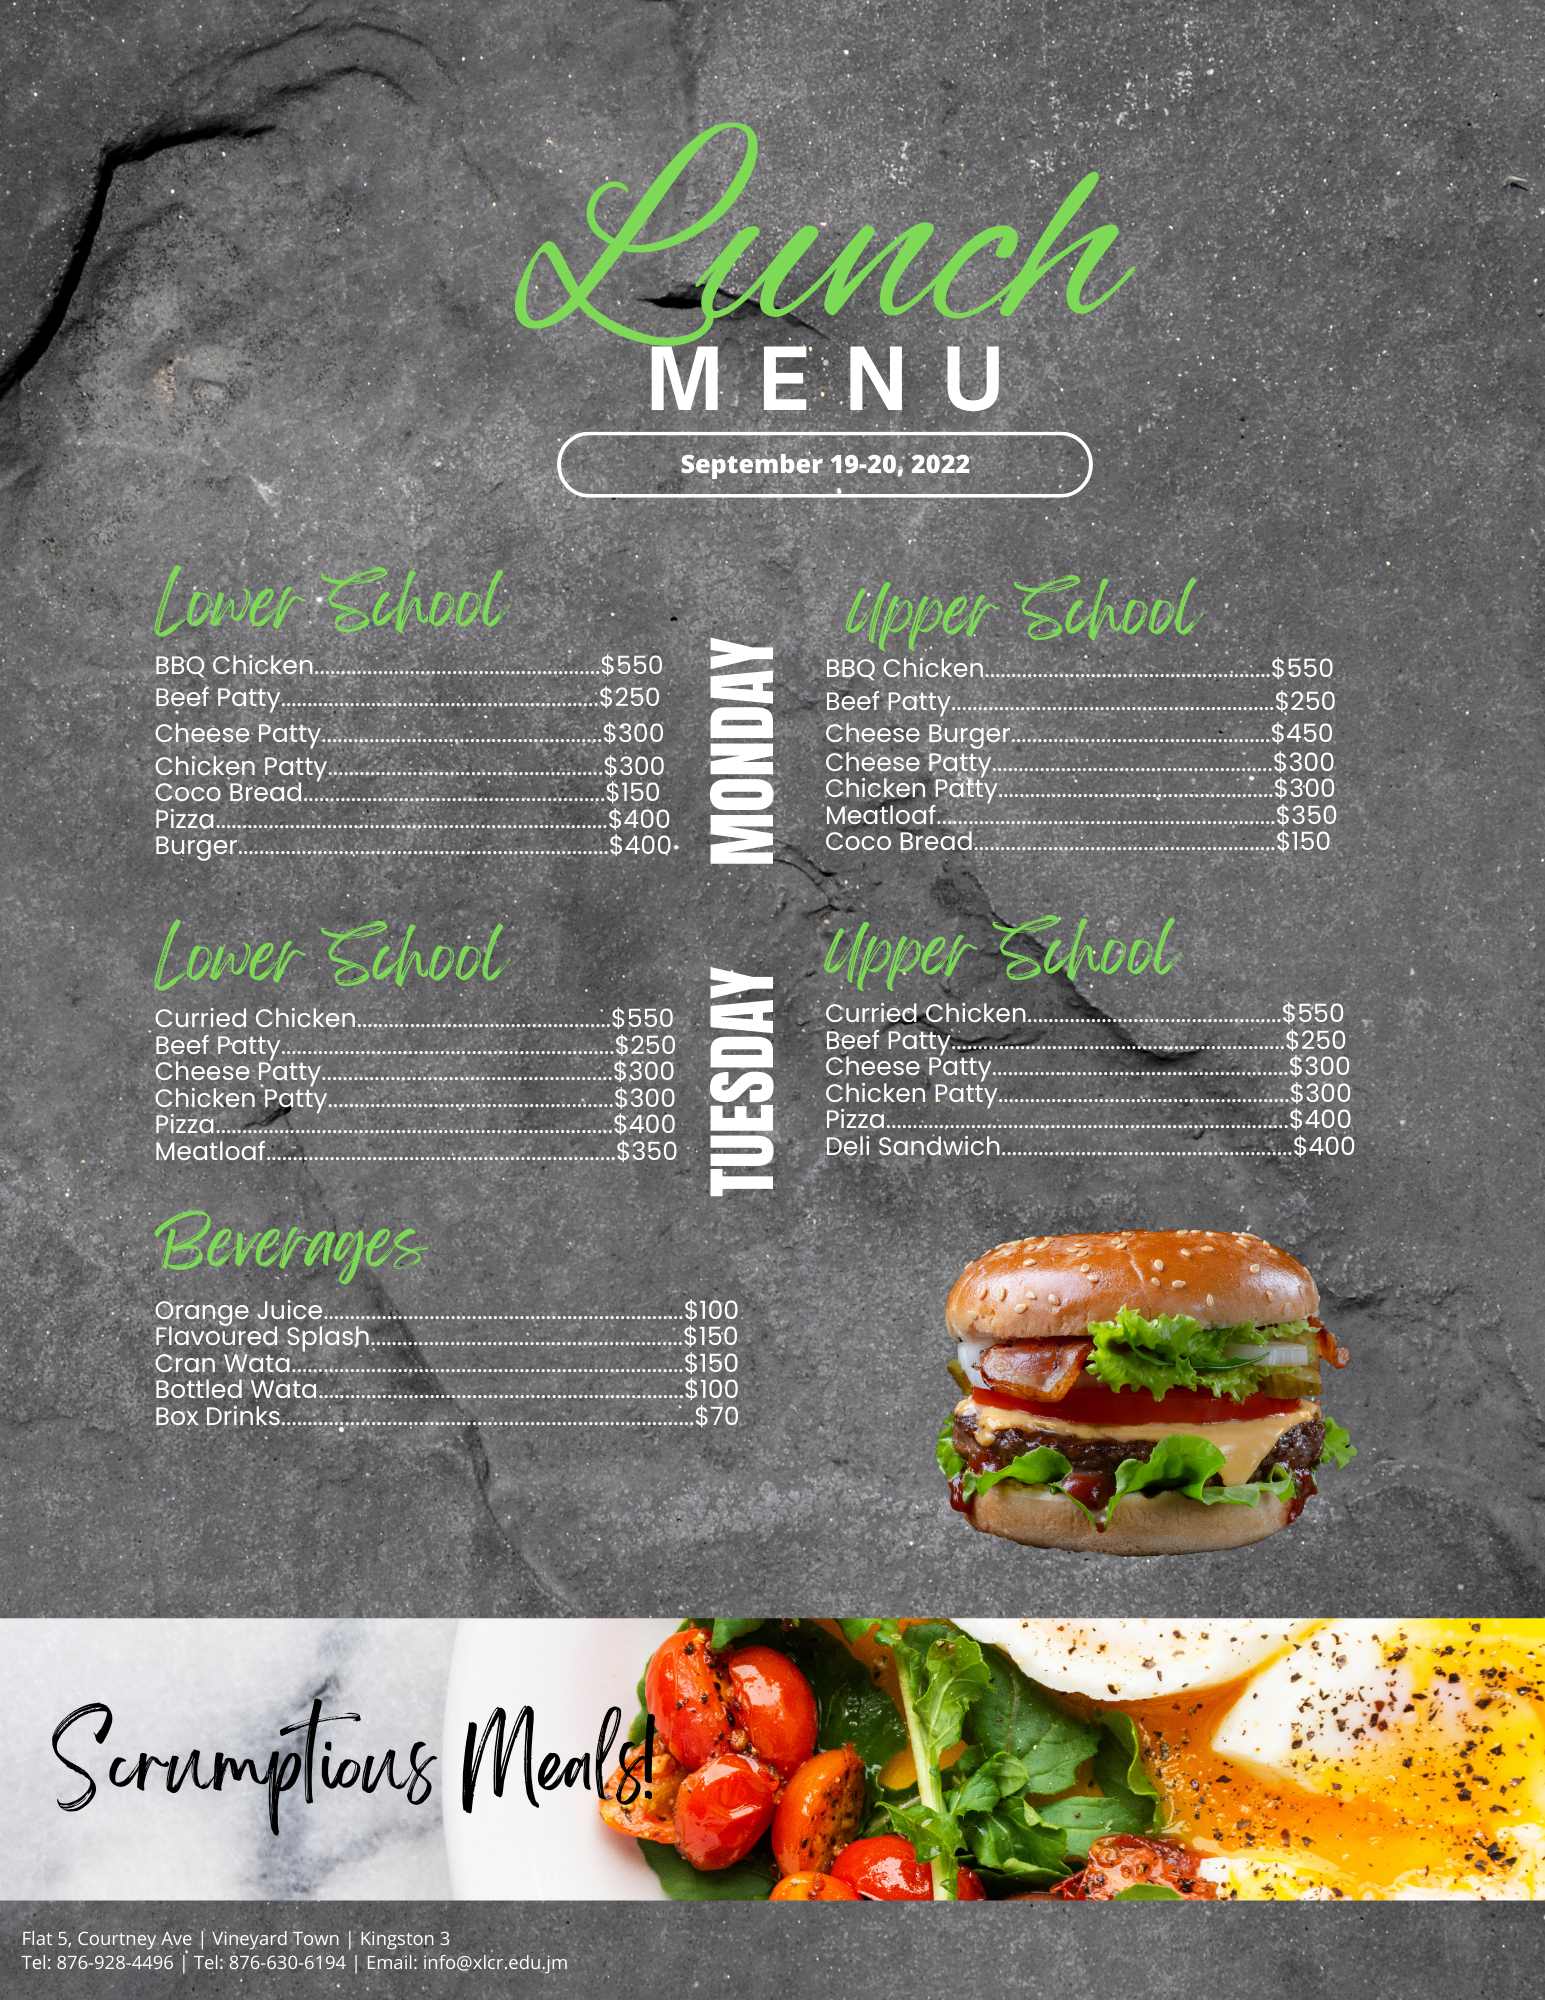 Lunch
MENU
September 19-20, 2022
Lower School
BBQ Chicken...$550
Beef Patty...$250
Cheese Patty...$300
Chicken Patty...$300
Coco Bread...$150
Pizza...$400
Burger...$400
MONDAY
Upper School
BBQ Chicken...$550
Beef Patty...$250
Cheese Burger...$450
Cheese Patty...$300
Chicken Patty...$300
Meatloaf...$350
Coco Bread...$150
Lower School
Curried Chicken...$550
Beef Patty...$250
Cheese Patty...$300
Chicken Patty...$300
Pizza...$400
Meatloaf...$350
TUESDAY
Upper School
Curried Chicken...$550
Beef Patty...$250
Cheese Patty...$300
Chicken Patty...$300
Pizza...$400
Deli Sandwich...$400
Beverages
Orange Juice...$100
Flavoured Splash...$150
Cran Wata...$150
Bottled Wata...$100
Box Drinks...$70
Scrumptious Meals!
Flat 5, Courtney Ave | Vineyard Town | Kingston 3
Tel: 876-928-4496 | Tel: 876-630-6194 | Email: info@xlcr.edu.jm